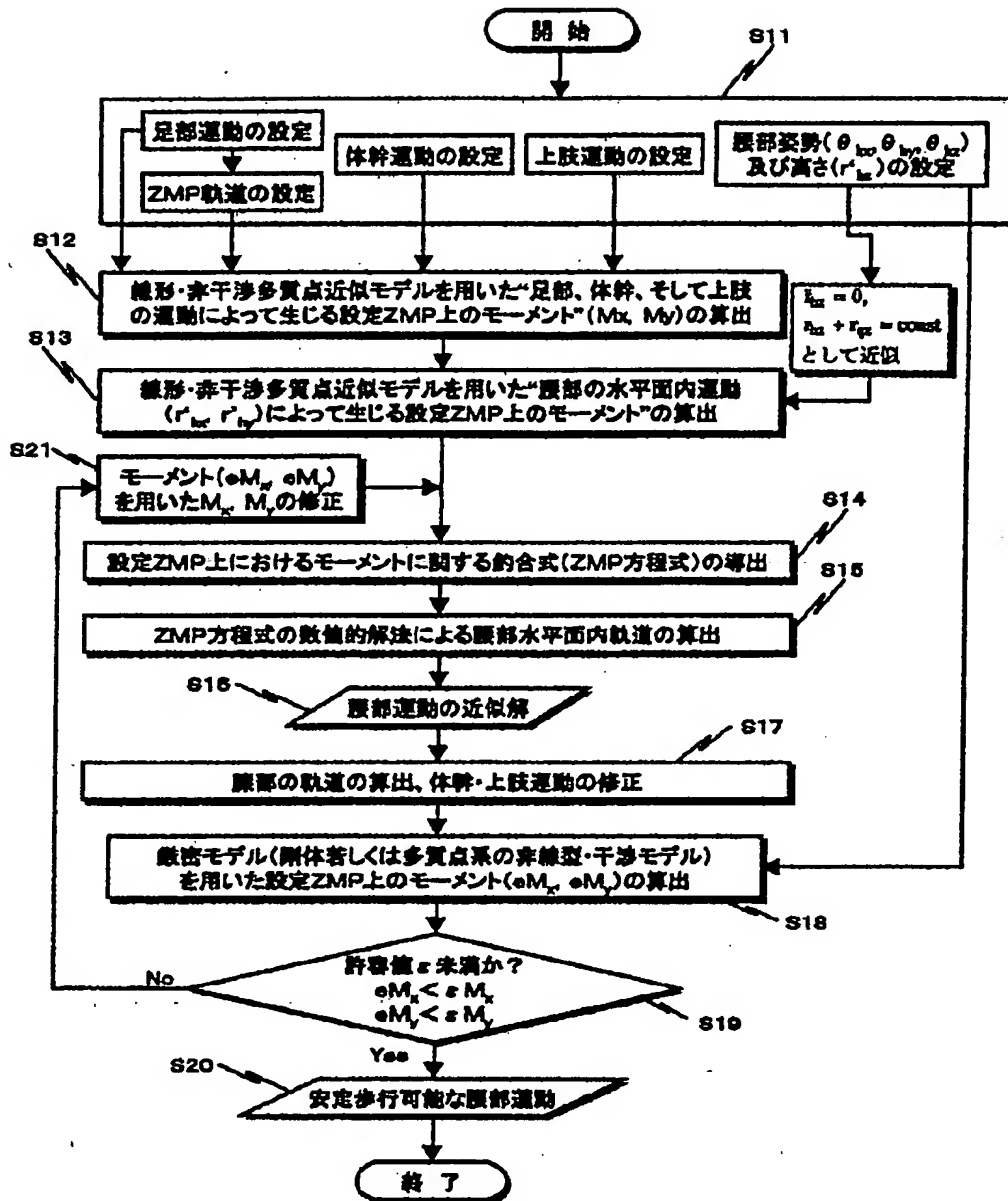 開 始
S11
足部運動の設定
ZMP軌道の設定
体幹運動の設定
上肢運動の設定
腰部姿勢(θhx, θhy, θhz)
及び高さ(r'hz)の設定
S12
線形・非干渉多質点近似モデルを用いた“足部、体幹、そして上肢
の運動によって生じる設定ZMP上のモーメント”(Mx, My)の算出
= 0,
= const
として近似
S13
線形・非干渉多質点近似モデルを用いた“腰部の水平面内運動
(r'hx, r'hy)によって生じる設定ZMP上のモーメント”の算出
S21
モーメント(eMx, eMy)
を用いたMx, Myの修正
S14
設定ZMP上におけるモーメントに関する釣合式(ZMP方程式)の導出
S15
ZMP方程式の数値的解法による腰部水平面内軌道の算出
S16
腰部運動の近似解
S17
腰部の軌道の算出、体幹・上肢運動の修正
厳密モデル(剛体若しくは多質点系の非線型・干渉モデル)
を用いた設定ZMP上のモーメント(eMx, eMy)の算出
S18
許容値ε未満か?
eMx < εMx
eMy < εMy
No
S19
Yes
S20
安定歩行可能な腰部運動
終 了